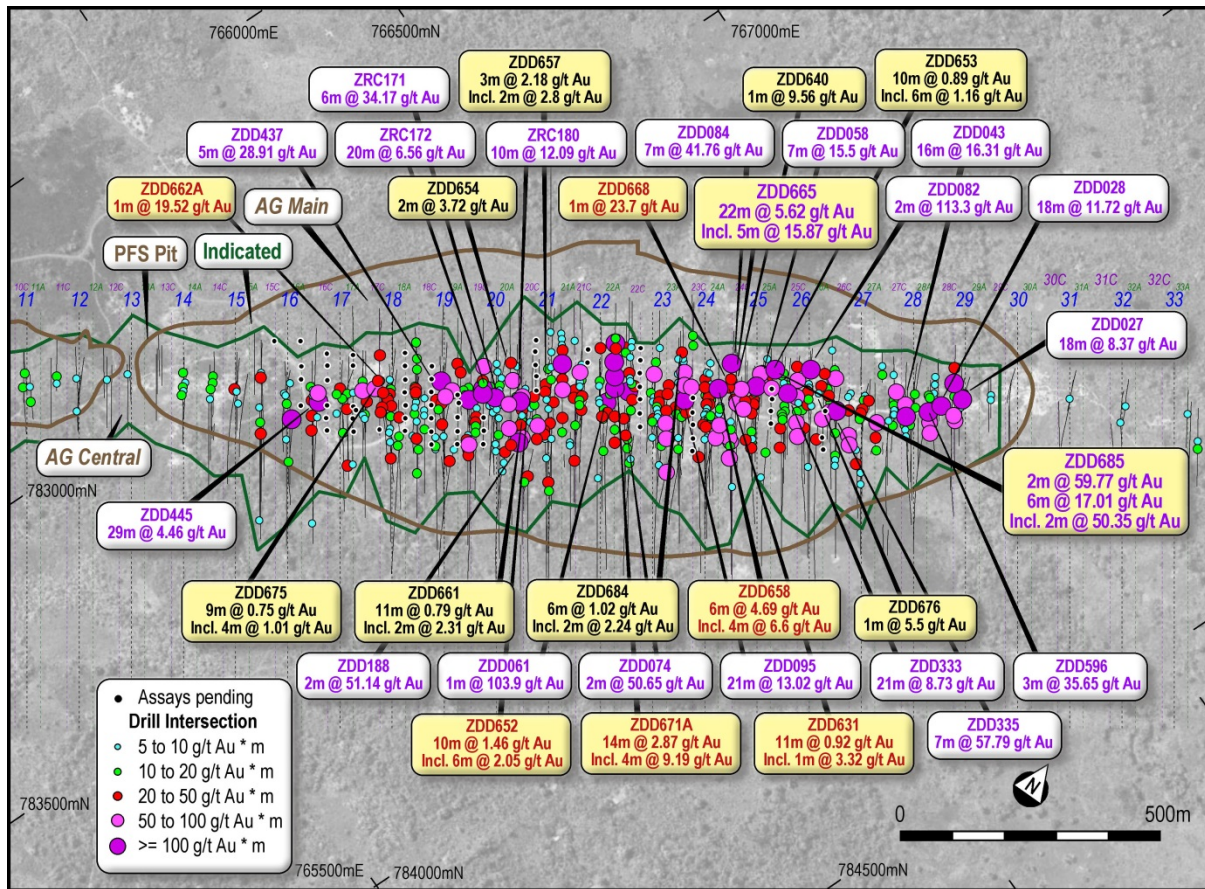 766000mE
766500mN
767000mE
ZDD657
3m @ 2.18 g/t Au
Incl. 2m @ 2.8 g/t Au
ZDD653
10m @ 0.89 g/t Au
Incl. 6m @ 1.16 g/t Au
ZRC171
6m @ 34.17 g/t Au
ZDD640
1m @ 9.56 g/t Au
ZDD437
5m @ 28.91 g/t Au
ZRC172
20m @ 6.56 g/t Au
ZRC180
10m @ 12.09 g/t Au
ZDD084
7m @ 41.76 g/t Au
ZDD058
7m @ 15.5 g/t Au
ZDD043
16m @ 16.31 g/t Au
ZDD662A
1m @ 19.52 g/t Au
AG Main
ZDD654
2m @ 3.72 g/t Au
ZDD668
1m @ 23.7 g/t Au
ZDD665
22m @ 5.62 g/t Au
Incl. 5m @ 15.87 g/t Au
ZDD082
2m @ 113.3 g/t Au
ZDD028
18m @ 11.72 g/t Au
PFS Pit
Indicated
10C 11A 11C 12A 30C 31A 31C 32A 32C
11 12 13 14 15 16 17 18 19 20 21 22 23 24 25 26 27 28 29 30 31 32 33
ZDD027
18m @ 8.37 g/t Au
AG Central
783000mN
ZDD445
29m @ 4.46 g/t Au
ZDD685
2m @ 59.77 g/t Au
6m @ 17.01 g/t Au
Incl. 2m @ 50.35 g/t Au
ZDD675
9m @ 0.75 g/t Au
Incl. 4m @ 1.01 g/t Au
ZDD661
11m @ 0.79 g/t Au
Incl. 2m @ 2.31 g/t Au
ZDD684
6m @ 1.02 g/t Au
Incl. 2m @ 2.24 g/t Au
ZDD658
6m @ 4.69 g/t Au
Incl. 4m @ 6.6 g/t Au
ZDD676
1m @ 5.5 g/t Au
ZDD188
2m @ 51.14 g/t Au
ZDD061
1m @ 103.9 g/t Au
ZDD074
2m @ 50.65 g/t Au
ZDD095
21m @ 13.02 g/t Au
ZDD333
21m @ 8.73 g/t Au
ZDD596
3m @ 35.65 g/t Au
ZDD652
10m @ 1.46 g/t Au
Incl. 6m @ 2.05 g/t Au
ZDD671A
14m @ 2.87 g/t Au
Incl. 4m @ 9.19 g/t Au
ZDD631
11m @ 0.92 g/t Au
Incl. 1m @ 3.32 g/t Au
ZDD335
7m @ 57.79 g/t Au
Assays pending
Drill Intersection
5 to 10 g/t Au * m
10 to 20 g/t Au * m
20 to 50 g/t Au * m
50 to 100 g/t Au * m
>= 100 g/t Au * m
N
0 500m
783500mN
765500mE
784000mN
784500mN